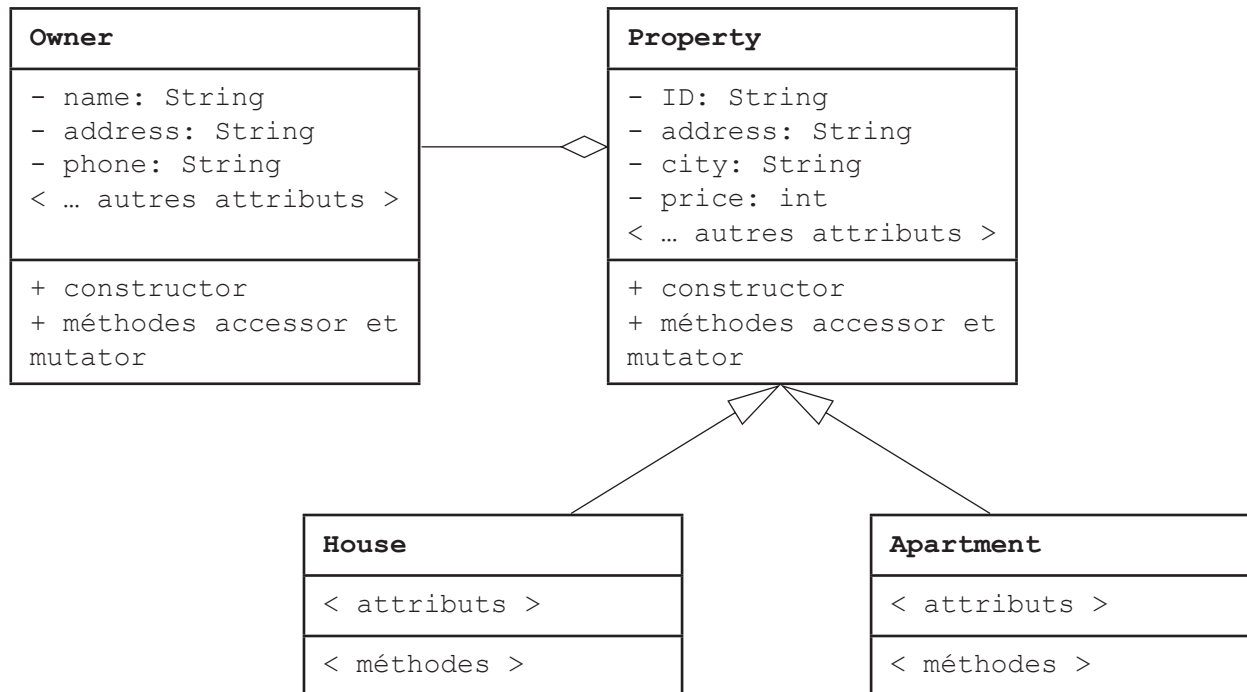 Owner
- name: String
- address: String
- phone: String
< … autres attributs >
+ constructor
+ méthodes accessor et
mutator
Property
- ID: String
- address: String
- city: String
- price: int
< … autres attributs >
+ constructor
+ méthodes accessor et
mutator
House
< attributs >
< méthodes >
Apartment
< attributs >
< méthodes >